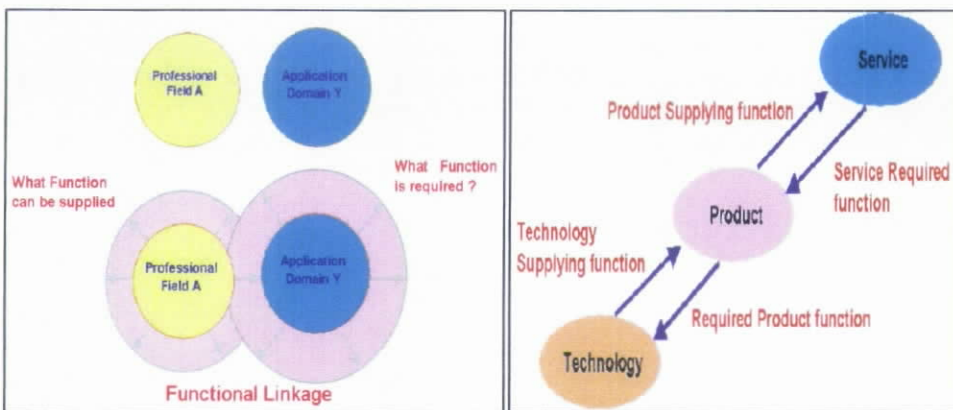 Professional
Field A
Application
Domain Y
What Function
can be supplied
What Function
is required ?
Professional
Field A
Application
Domain Y
Functional Linkage
Service
Product Supplying function
Service Required
function
Product
Technology
Supplying function
Required Product function
Technology